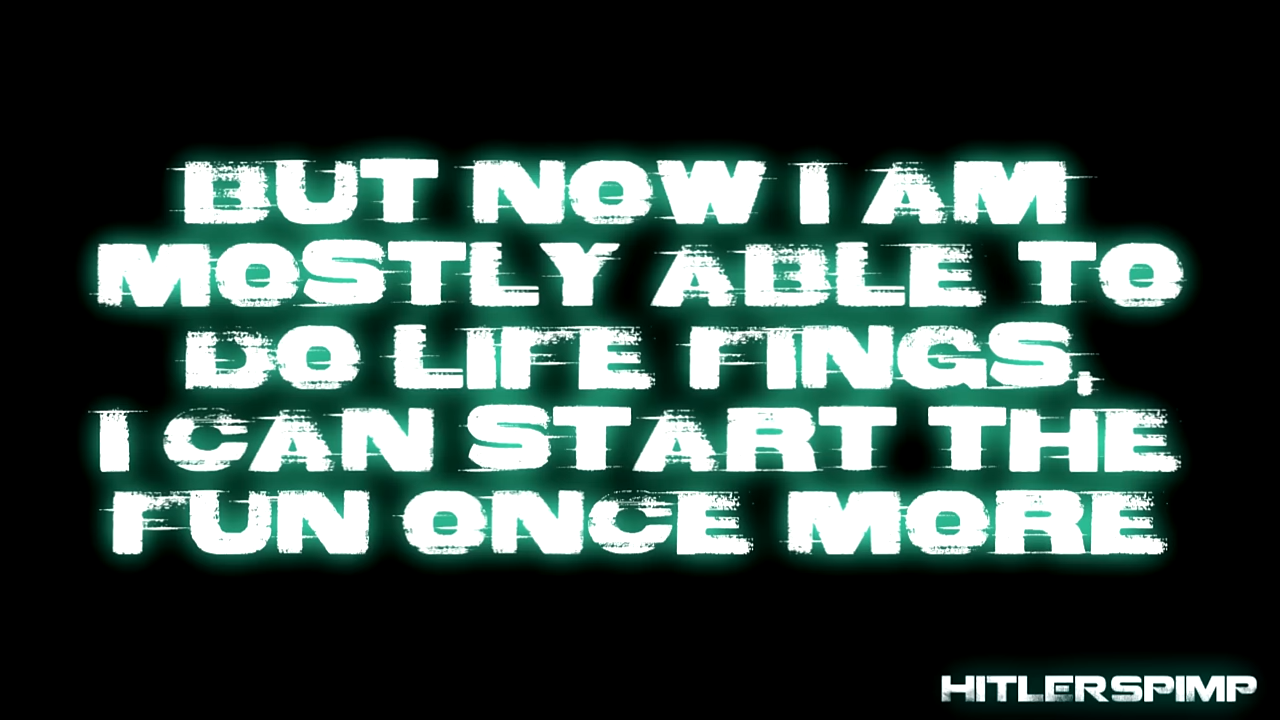 BUT NOW I AM
MOSTLY ABLE TO
DO LIFE FINGS,
I CAN START THE
FUN ONCE MORE
HITLERSPIMP